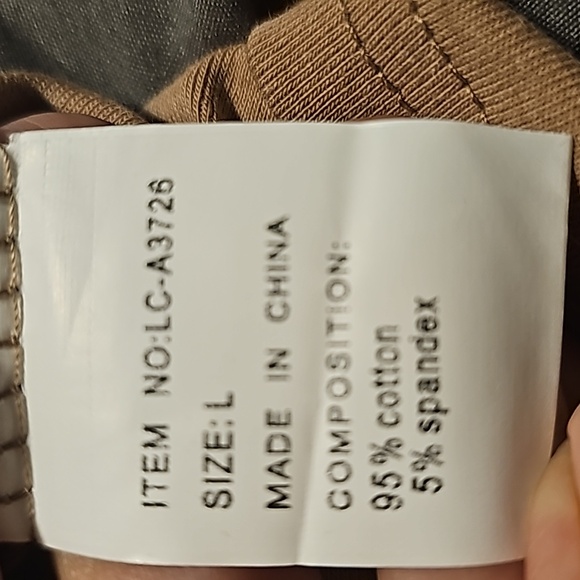 ITEM NO:LC-A3726
SIZE: L
MADE IN CHINA
COMPOSITION:
95% cotton
5% spandex